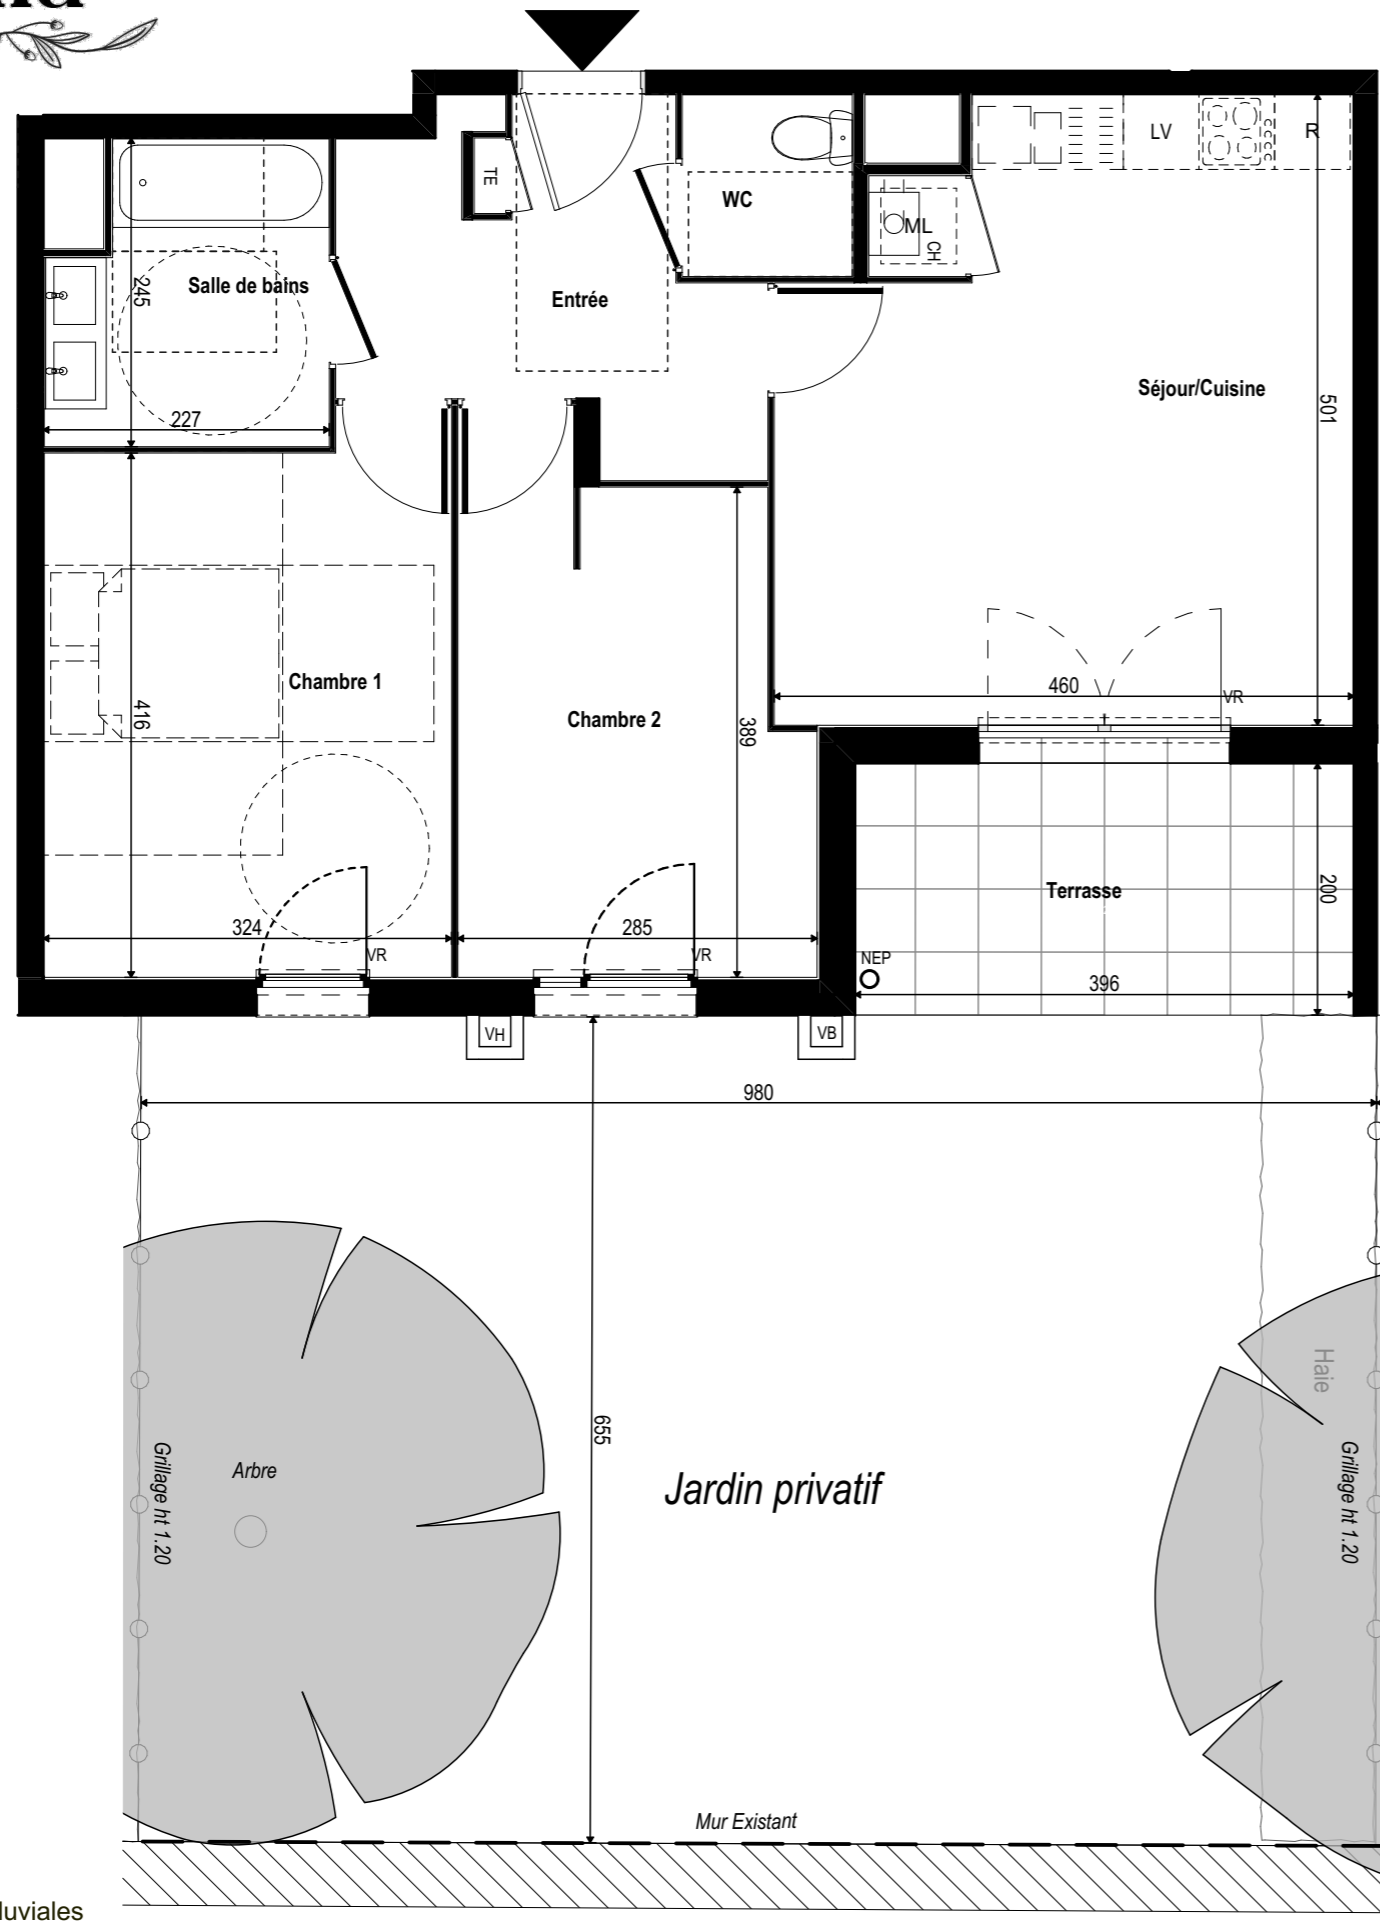 TE
WC
LV
R
ML
CH
Salle de bains
245
Entrée
227
Séjour/Cuisine
501
Chambre 1
416
Chambre 2
389
460
VR
324
VR
285
VR
Terrasse
200
NEP
396
VH
VB
980
Haie
655
Grillage ht 1.20
Arbre
Jardin privatif
Grillage ht 1.20
Mur Existant
luviales